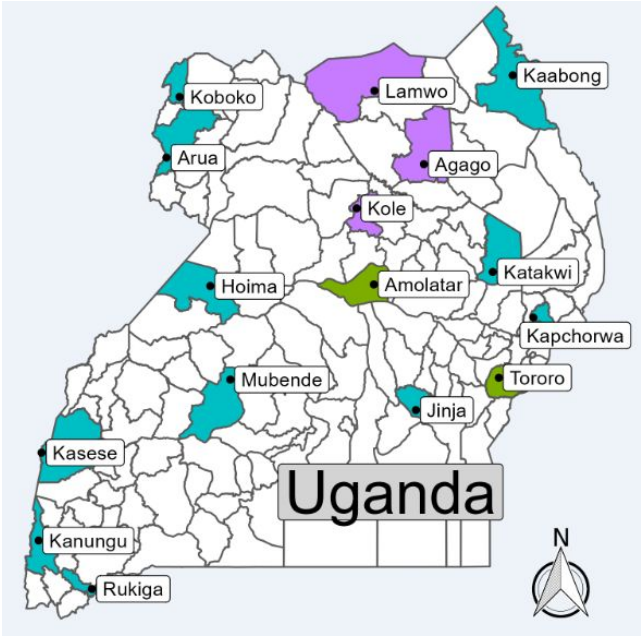 Kaabong
Koboko
Lamwo
Arua
Agago
Kole
Katakwi
Hoima
Amolatar
Kapchorwa
Mubende
Tororo
Jinja
Kasese
Uganda
Kanungu
N
Rukiga